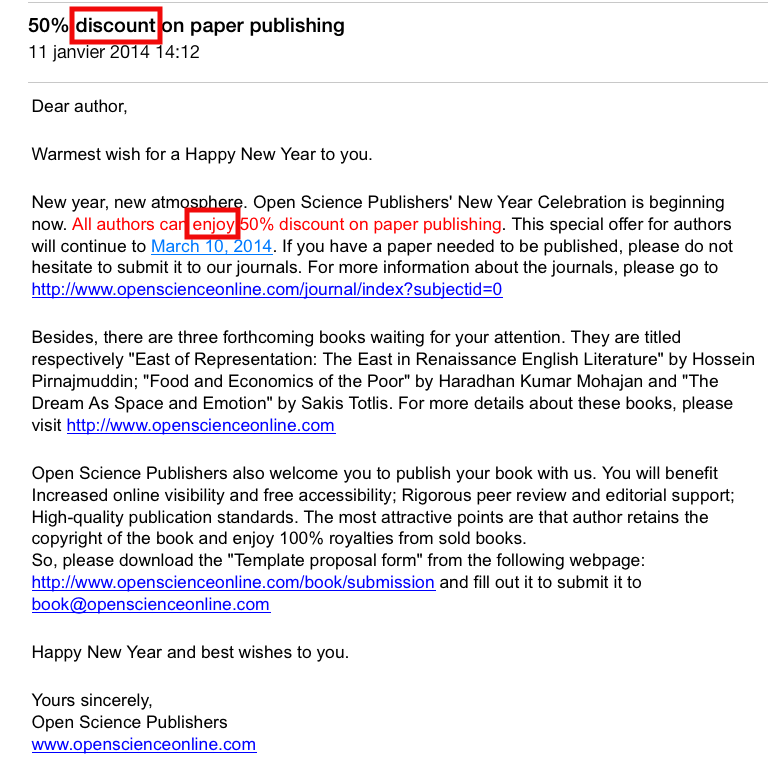 50% discount on paper publishing
11 janvier 2014 14:12
Dear author,
Warmest wish for a Happy New Year to you.
New year, new atmosphere. Open Science Publishers' New Year Celebration is beginning
now. All authors can enjoy 50% discount on paper publishing. This special offer for authors
will continue to March 10, 2014. If you have a paper needed to be published, please do not
hesitate to submit it to our journals. For more information about the journals, please go to
http://www.openscienceonline.com/journal/index?subjectid=0
Besides, there are three forthcoming books waiting for your attention. They are titled
respectively "East of Representation: The East in Renaissance English Literature" by Hossein
Pirnajmuddin; "Food and Economics of the Poor" by Haradhan Kumar Mohajan and "The
Dream As Space and Emotion" by Sakis Totlis. For more details about these books, please
visit http://www.openscienceonline.com
Open Science Publishers also welcome you to publish your book with us. You will benefit
Increased online visibility and free accessibility; Rigorous peer review and editorial support;
High-quality publication standards. The most attractive points are that author retains the
copyright of the book and enjoy 100% royalties from sold books.
So, please download the "Template proposal form" from the following webpage:
http://www.openscienceonline.com/book/submission and fill out it to submit it to
book@openscienceonline.com
Happy New Year and best wishes to you.
Yours sincerely,
Open Science Publishers
www.openscienceonline.com